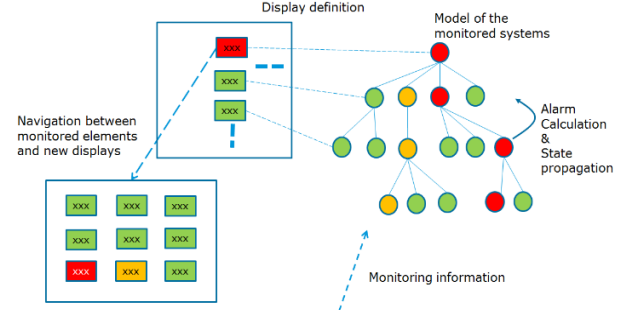 Display definition
Model of the
monitored systems
xxx
xxx
xxx
Alarm
Calculation
&
State
propagation
Navigation between
monitored elements
and new displays
xxx xxx xxx
xxx xxx xxx
xxx xxx xxx
Monitoring information